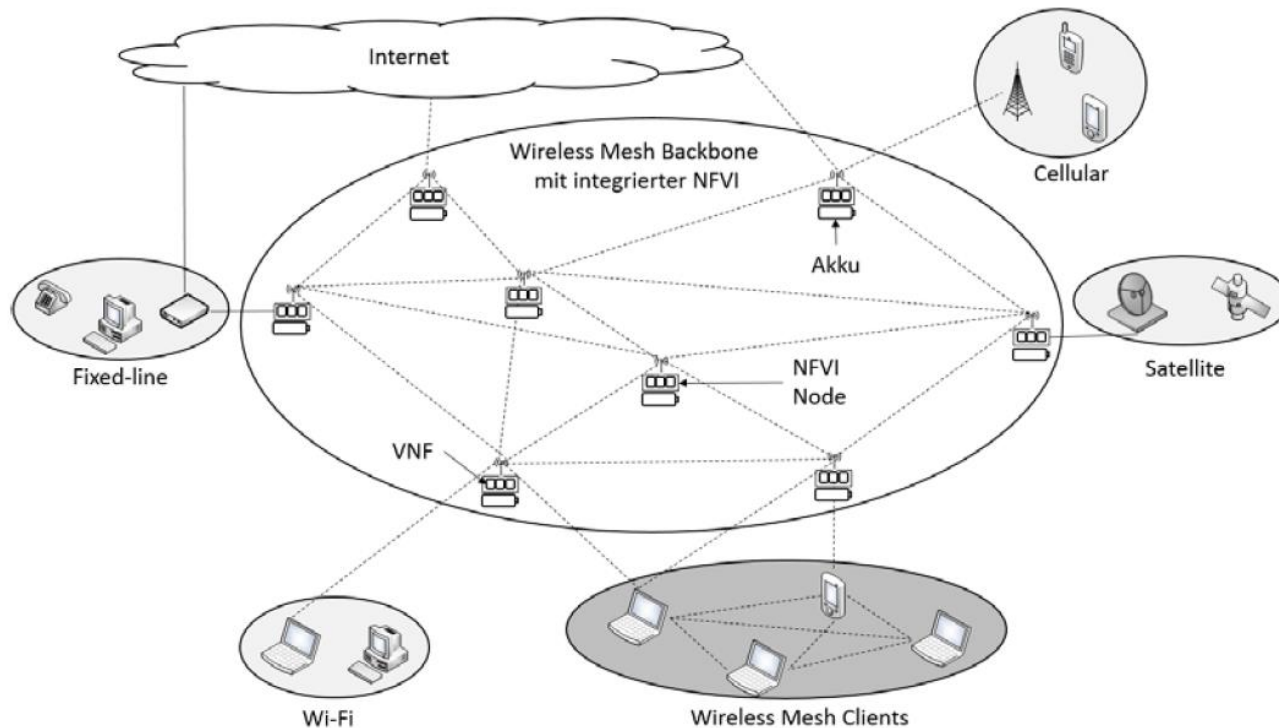 Internet
Wireless Mesh Backbone
mit integrierter NFVI
Cellular
Akku
Fixed-line
NFVI
Node
Satellite
VNF
Wi-Fi
Wireless Mesh Clients